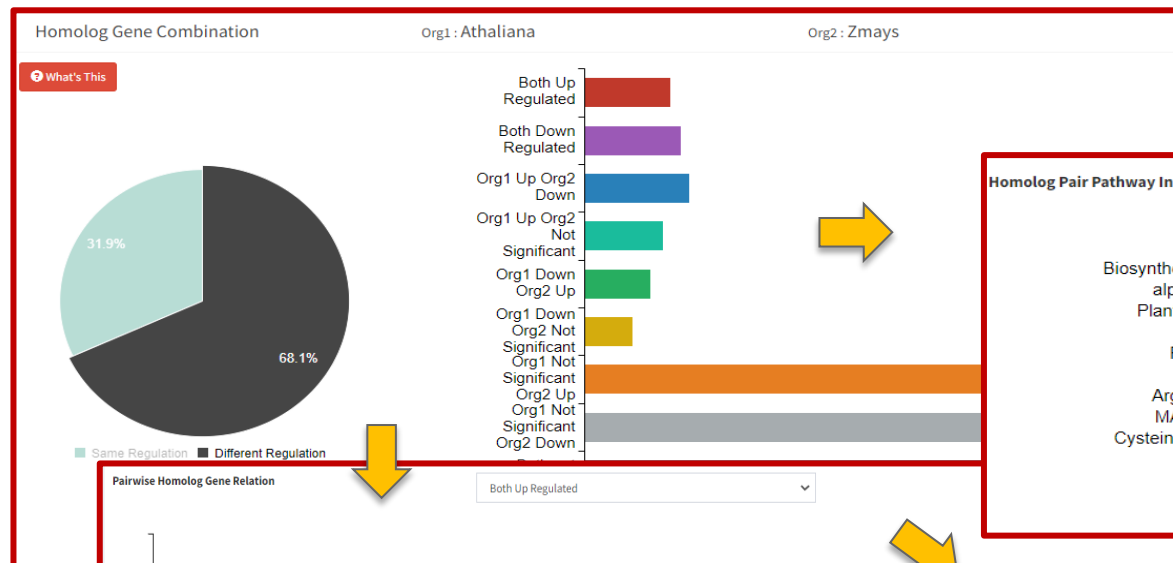 Homolog Gene Combination
Org1 : Athaliana
Org2 : Zmays
What's This
Both Up
Regulated
Both Down
Regulated
Org1 Up Org2
Down
Org1 Up Org2
Not
Significant
Org1 Down
Org2 Up
Org1 Down
Org2 Not
Significant
Org1 Not
Significant
Org2 Up
Org1 Not
Significant
Org2 Down
31.9%
68.1%
Same Regulation
Different Regulation
Homolog Pair Pathway In
Biosynthe
alp
Plan
Arg
MA
Cystein
Pairwise Homolog Gene Relation
Both Up Regulated